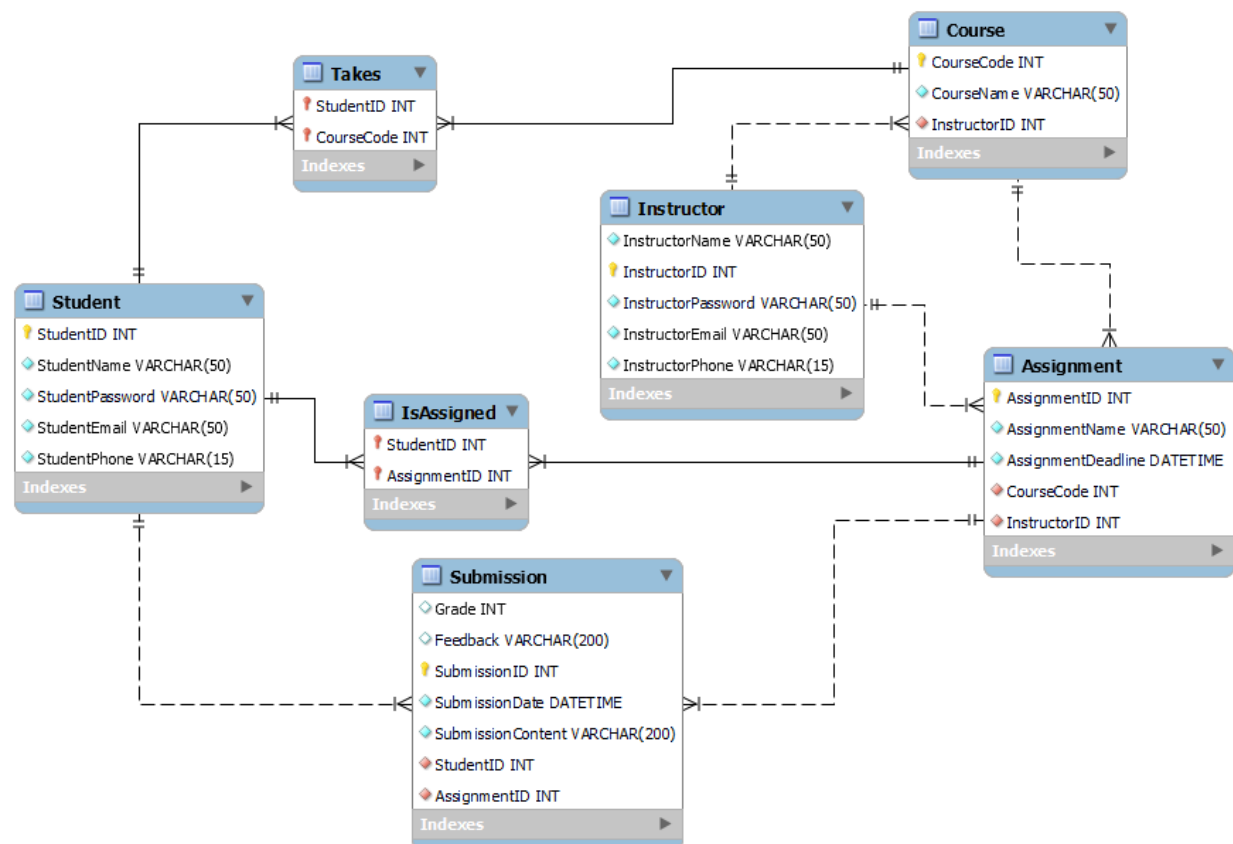 Course
CourseCode INT
CourseName VARCHAR(50)
InstructorID INT
Indexes
Takes
StudentID INT
CourseCode INT
Indexes
Instructor
InstructorName VARCHAR(50)
InstructorID INT
InstructorPassword VARCHAR(50)
InstructorEmail VARCHAR(50)
InstructorPhone VARCHAR(15)
Indexes
Student
StudentID INT
StudentName VARCHAR(50)
StudentPassword VARCHAR(50)
StudentEmail VARCHAR(50)
StudentPhone VARCHAR(15)
Indexes
Assignment
AssignmentID INT
AssignmentName VARCHAR(50)
AssignmentDeadline DATETIME
CourseCode INT
InstructorID INT
Indexes
IsAssigned
StudentID INT
AssignmentID INT
Indexes
Submission
Grade INT
Feedback VARCHAR(200)
SubmissionID INT
SubmissionDate DATETIME
SubmissionContent VARCHAR(200)
StudentID INT
AssignmentID INT
Indexes